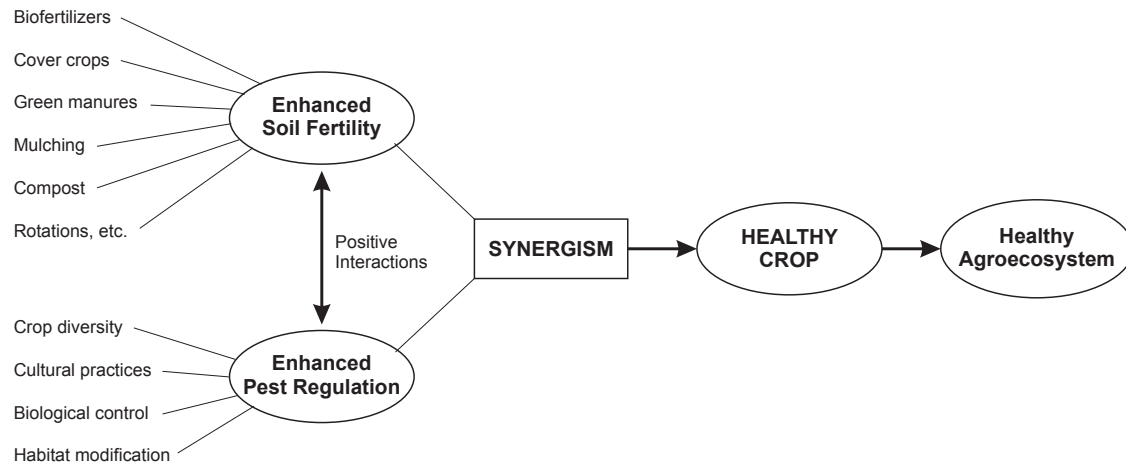 Biofertilizers
Cover crops
Green manures
Mulching
Compost
Rotations, etc.
Enhanced
Soil Fertility
Positive
Interactions
Crop diversity
Cultural practices
Biological control
Habitat modification
Enhanced
Pest Regulation
SYNERGISM
HEALTHY
CROP
Healthy
Agroecosystem